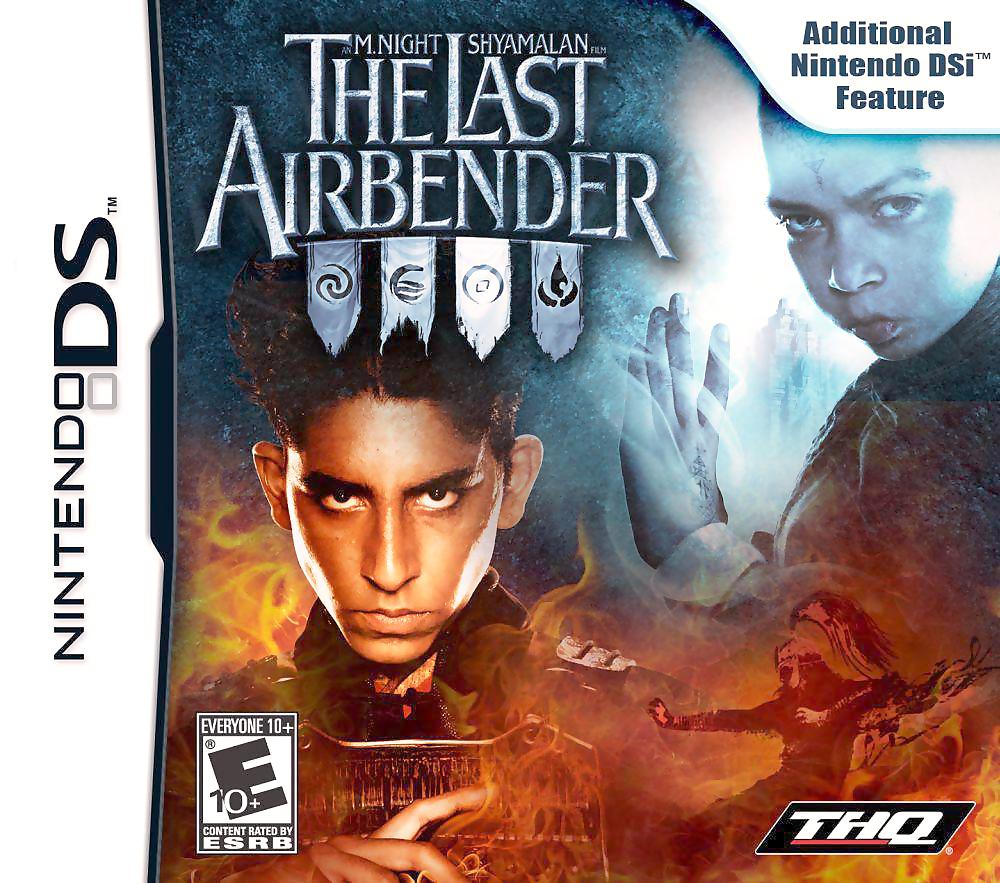 Additional
Nintendo DSi™
Feature
AN M. NIGHT SHYAMALAN FILM
THE LAST
AIRBENDER
NINTENDO DS™
EVERYONE 10+
®
E
10+
CONTENT RATED BY
ESRB
THQ®